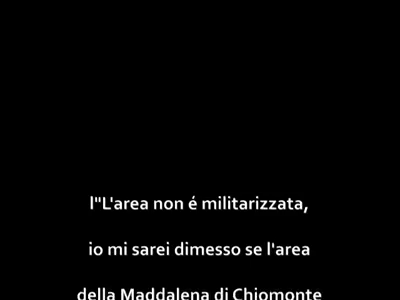 l"L'area non é militarizzata,
io mi sarei dimesso se l'area
della Maddalena di Chiomonte